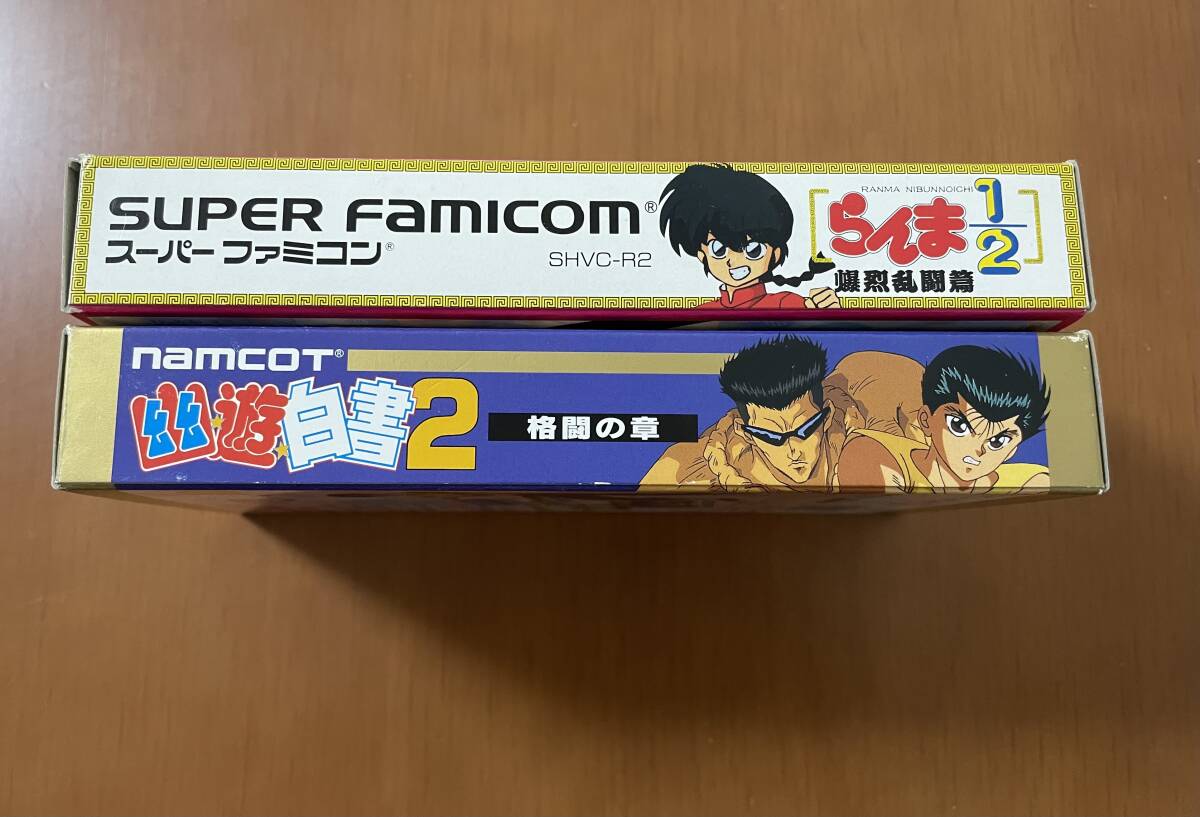 SUPER FAMICOM®
スーパーファミコン®
SHVC-R2
RANMA NIBUNNOICHI
らんま 1/2
爆烈乱闘篇
namcot®
幽★遊★白書2
格闘の章